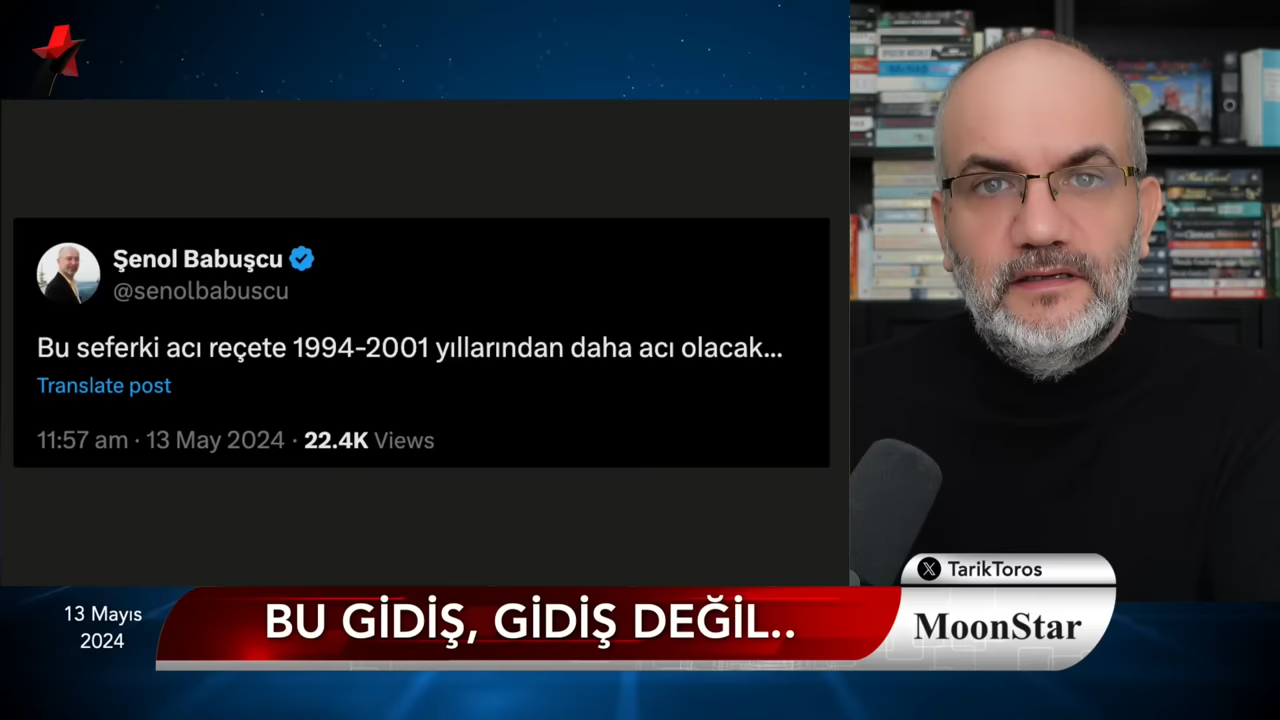 Şenol Babuşcu
@senolbabuscu
Bu seferki acı reçete 1994-2001 yıllarından daha acı olacak...
Translate post
11:57 am · 13 May 2024 · 22.4K Views
TarikToros
13 Mayıs
2024
BU GİDİŞ, GİDİŞ DEĞİL..
MoonStar